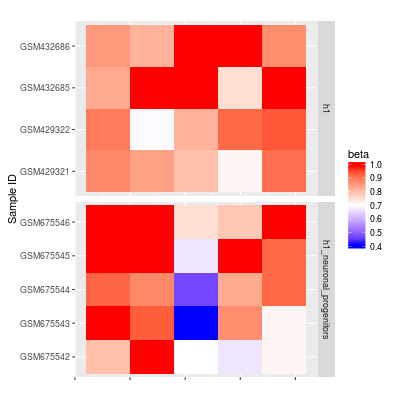 GSM432686
GSM432685
GSM429322
GSM429321
h1
GSM675546
GSM675545
GSM675544
GSM675543
GSM675542
h1_neuronal_progenitors
Sample ID
beta
1.0
0.9
0.8
0.7
0.6
0.5
0.4